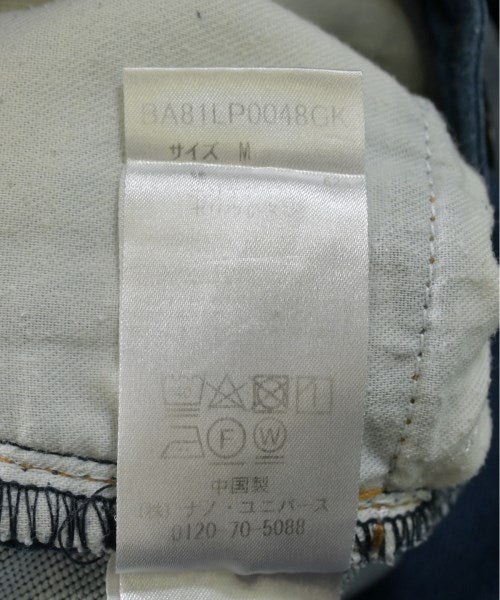 BA81LP0048GK
サイズ M
F W
中国製
(株) ナノ・ユニバース
0120 70 5088